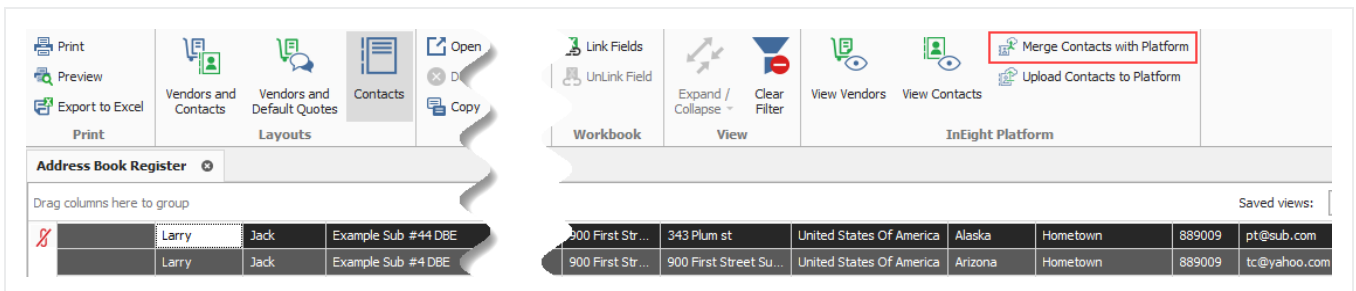 Print
Preview
Export to Excel
Print
Vendors and
Contacts
Vendors and
Default Quotes
Contacts
Layouts
Open
D
Copy
Link Fields
UnLink Field
Workbook
Expand /
Collapse
Clear
Filter
View
View Vendors
View Contacts
Merge Contacts with Platform
Upload Contacts to Platform
InEight Platform
Address Book Register
Drag columns here to group
Saved views:
Larry Jack Example Sub #44 DBE 900 First Str... 343 Plum st United States Of America Alaska Hometown 889009 pt@sub.com
Larry Jack Example Sub #4 DBE 900 First Str... 900 First Street Su... United States Of America Arizona Hometown 889009 tc@yahoo.com